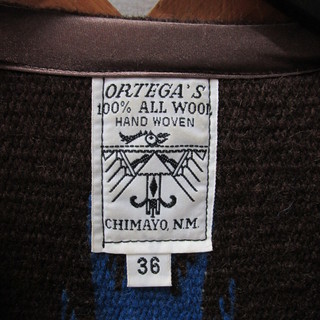 ORTEGA'S
100% ALL WOOL
HAND WOVEN
CHIMAYO, N.M.
36